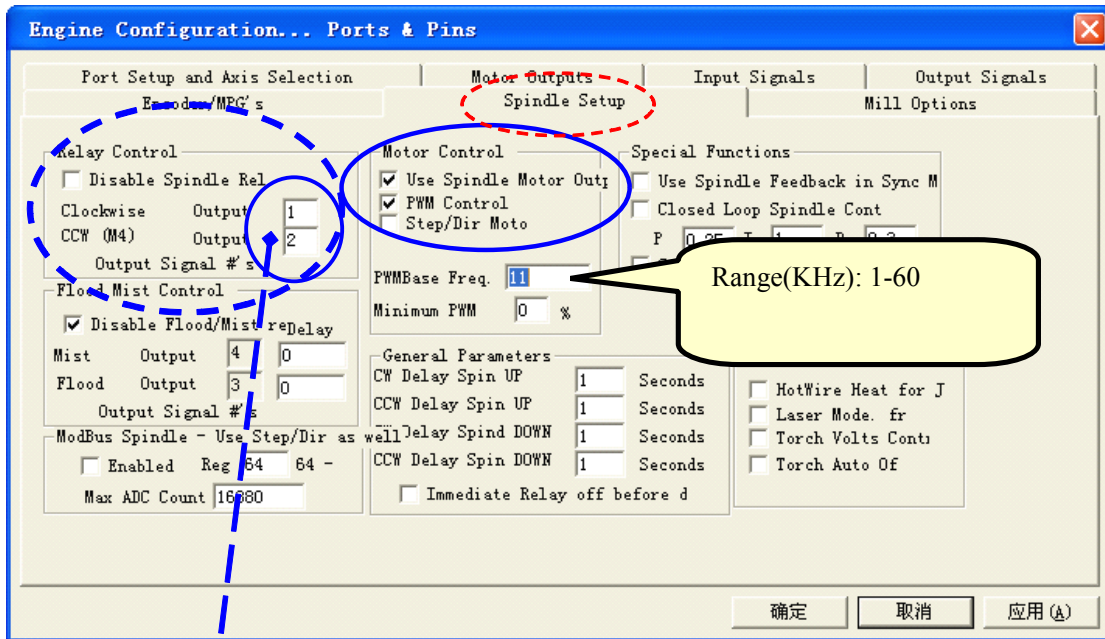 Engine Configuration... Ports & Pins
Port Setup and Axis Selection
Motor Outputs
Input Signals
Output Signals
Encoder/MPG's
Spindle Setup
Mill Options
Relay Control
Disable Spindle Rel
Clockwise Output 1
CCW (M4) Output 2
Output Signal #'s
Flood Mist Control
Disable Flood/Mist re Delay
Mist Output 4 0
Flood Output 3 0
Output Signal #'s
ModBus Spindle - Use Step/Dir as well
Enabled Reg 64 64 -
Max ADC Count 16380
Motor Control
Use Spindle Motor Outp
PWM Control
Step/Dir Moto
PWMBase Freq. 11
Minimum PWM 0 %
General Parameters
CW Delay Spin UP 1 Seconds
CCW Delay Spin UP 1 Seconds
Delay Spind DOWN 1 Seconds
CCW Delay Spin DOWN 1 Seconds
Immediate Relay off before d
Special Functions
Use Spindle Feedback in Sync M
Closed Loop Spindle Cont
P
Range(KHz): 1-60
HotWire Heat for J
Laser Mode. fr
Torch Volts Conti
Torch Auto Of
确定
取消
应用(A)